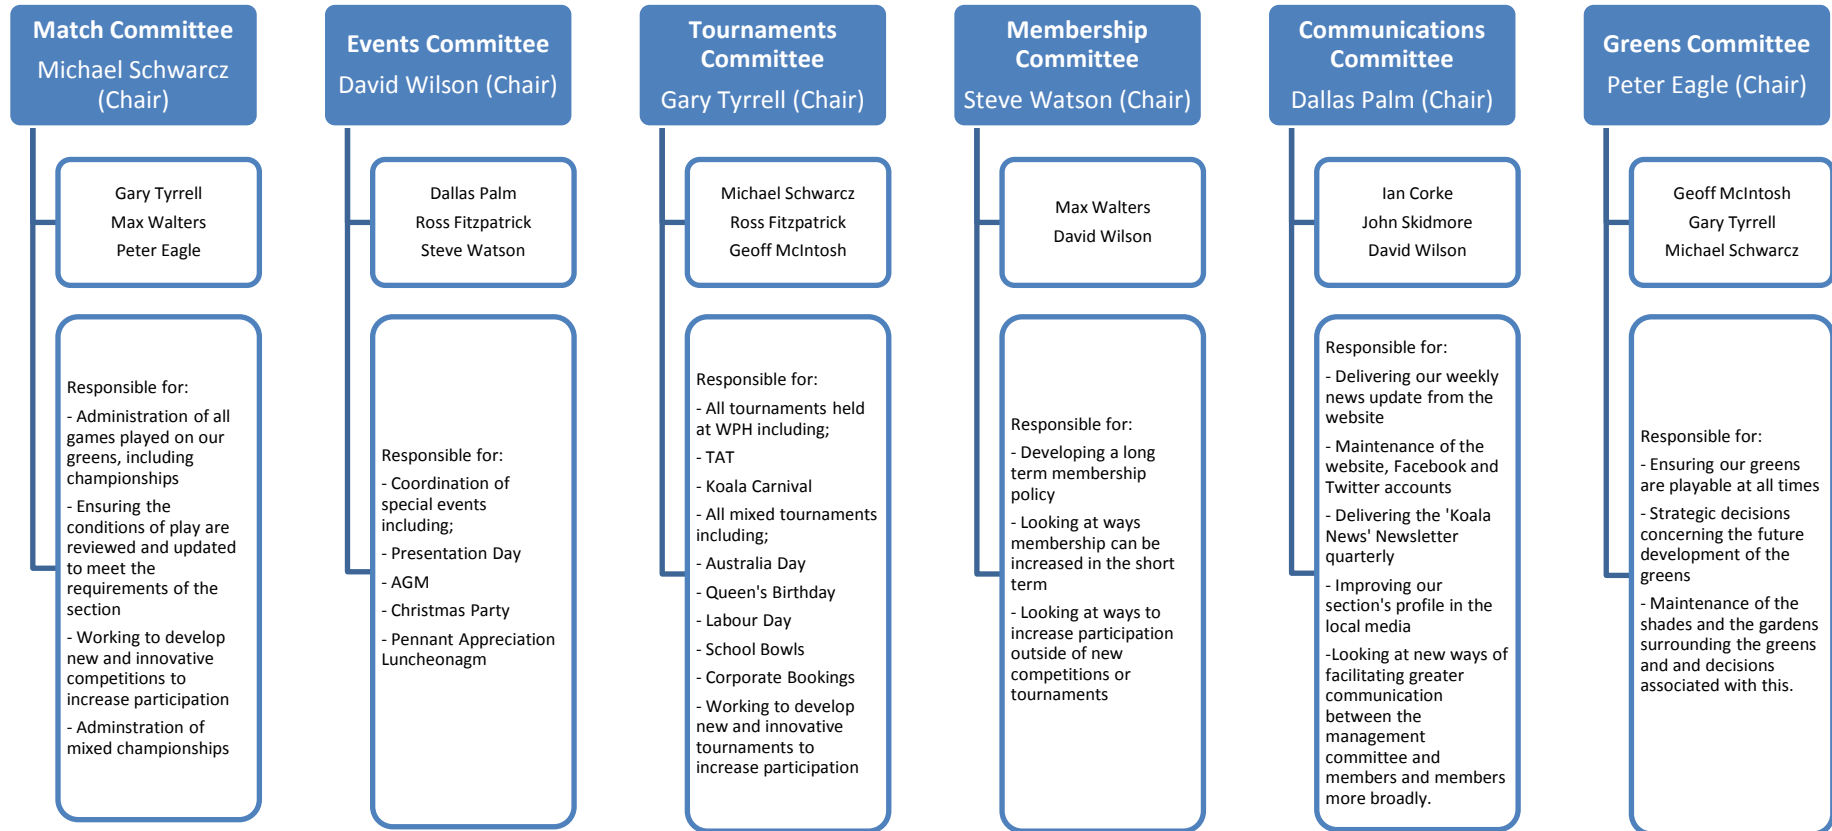 Match Committee
Michael Schwarcz
(Chair)
Gary Tyrrell
Max Walters
Peter Eagle
Responsible for:
- Administration of all
games played on our
greens, including
championships
- Ensuring the
conditions of play are
reviewed and updated
to meet the
requirements of the
section
- Working to develop
new and innovative
competitions to
increase participation
- Adminstration of
mixed championships
Events Committee
David Wilson (Chair)
Dallas Palm
Ross Fitzpatrick
Steve Watson
Responsible for:
- Coordination of
special events
including;
- Presentation Day
- AGM
- Christmas Party
- Pennant Appreciation
Luncheonagm
Tournaments
Committee
Gary Tyrrell (Chair)
Michael Schwarcz
Ross Fitzpatrick
Geoff McIntosh
Responsible for:
- All tournaments held
at WPH including;
- TAT
- Koala Carnival
- All mixed tournaments
including;
- Australia Day
- Queen's Birthday
- Labour Day
- School Bowls
- Corporate Bookings
- Working to develop
new and innovative
tournaments to
increase participation
Membership
Committee
Steve Watson (Chair)
Max Walters
David Wilson
Responsible for:
- Developing a long
term membership
policy
- Looking at ways
membership can be
increased in the short
term
- Looking at ways to
increase participation
outside of new
competitions or
tournaments
Communications
Committee
Dallas Palm (Chair)
Ian Corke
John Skidmore
David Wilson
Responsible for:
- Delivering our weekly
news update from the
website
- Maintenance of the
website, Facebook and
Twitter accounts
- Delivering the 'Koala
News' Newsletter
quarterly
- Improving our
section's profile in the
local media
-Looking at new ways of
facilitating greater
communication
between the
management
committee and
members and members
more broadly.
Greens Committee
Peter Eagle (Chair)
Geoff McIntosh
Gary Tyrrell
Michael Schwarcz
Responsible for:
- Ensuring our greens
are playable at all times
- Strategic decisions
concerning the future
development of the
greens
- Maintenance of the
shades and the gardens
surrounding the greens
and and decisions
associated with this.